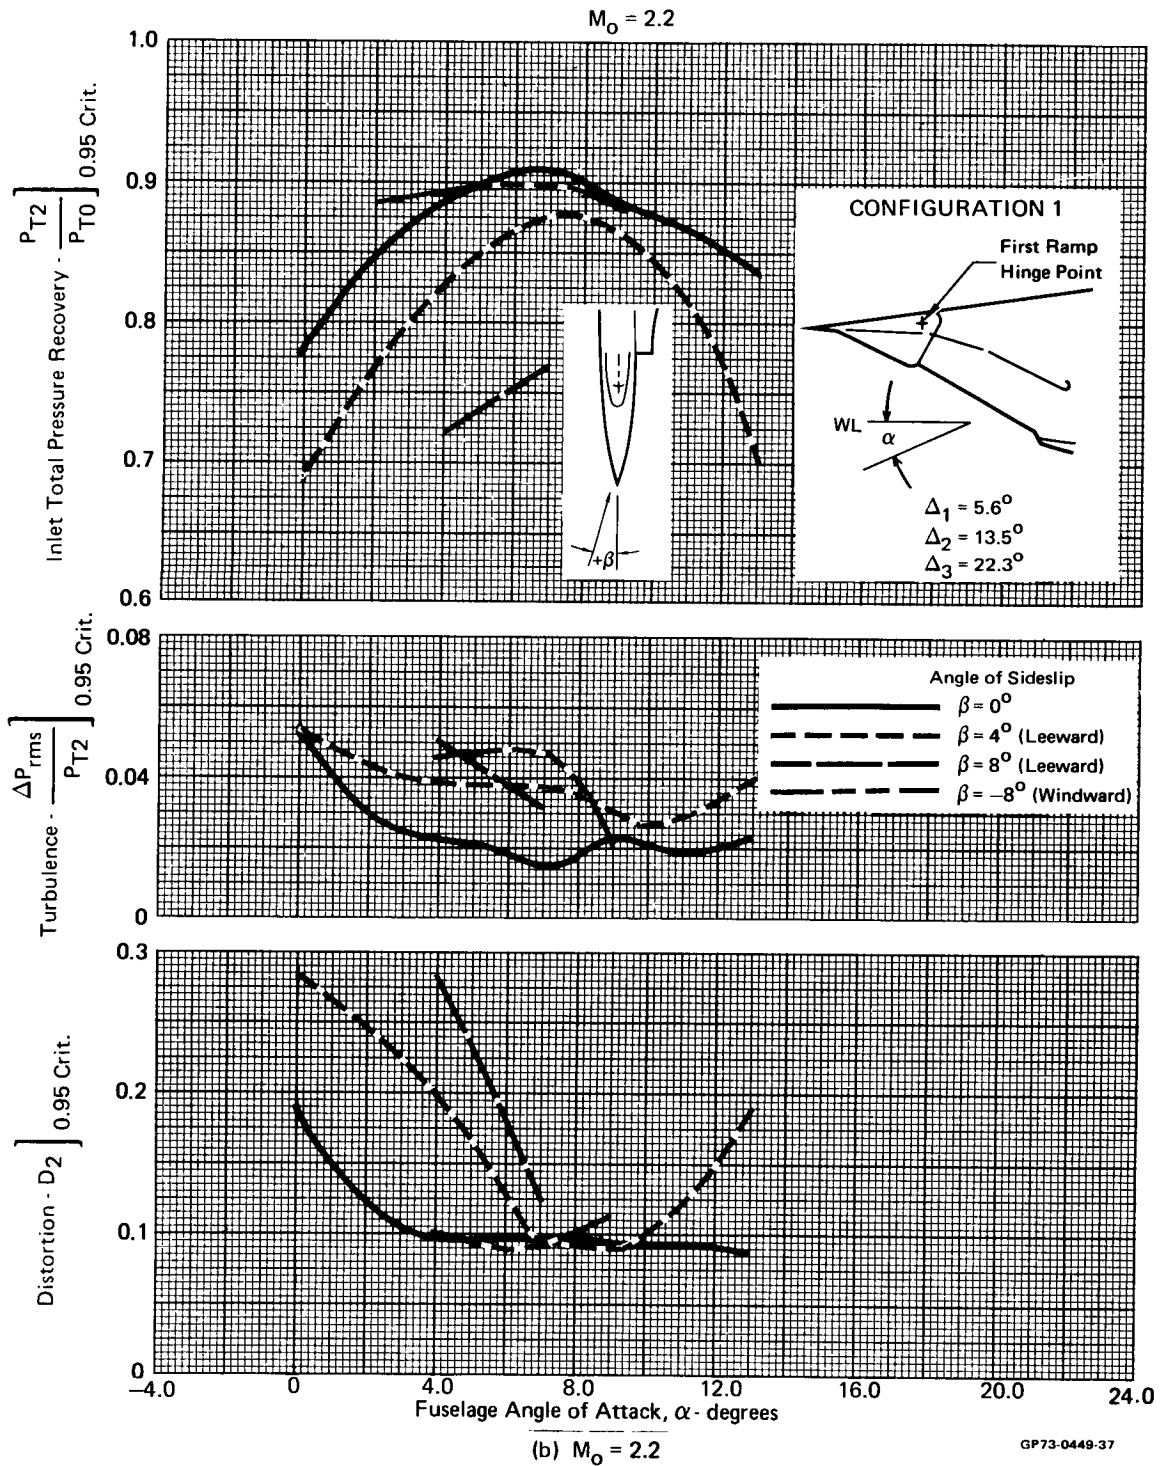 M₀ = 2.2
Inlet Total Pressure Recovery - P_T2 / P_T0 ] 0.95 Crit.
1.0
0.9
0.8
0.7
0.6
CONFIGURATION 1
First Ramp
Hinge Point
WL
α
Δ₁ = 5.6°
Δ₂ = 13.5°
Δ₃ = 22.3°
+β
Turbulence - ΔP_rms / P_T2 ] 0.95 Crit.
0.08
0.04
0
Angle of Sideslip
β = 0°
β = 4° (Leeward)
β = 8° (Leeward)
β = –8° (Windward)
Distortion - D₂ ] 0.95 Crit.
0.3
0.2
0.1
0
–4.0 0 4.0 8.0 12.0 16.0 20.0 24.0
Fuselage Angle of Attack, α - degrees
(b) M₀ = 2.2
GP73-0449-37